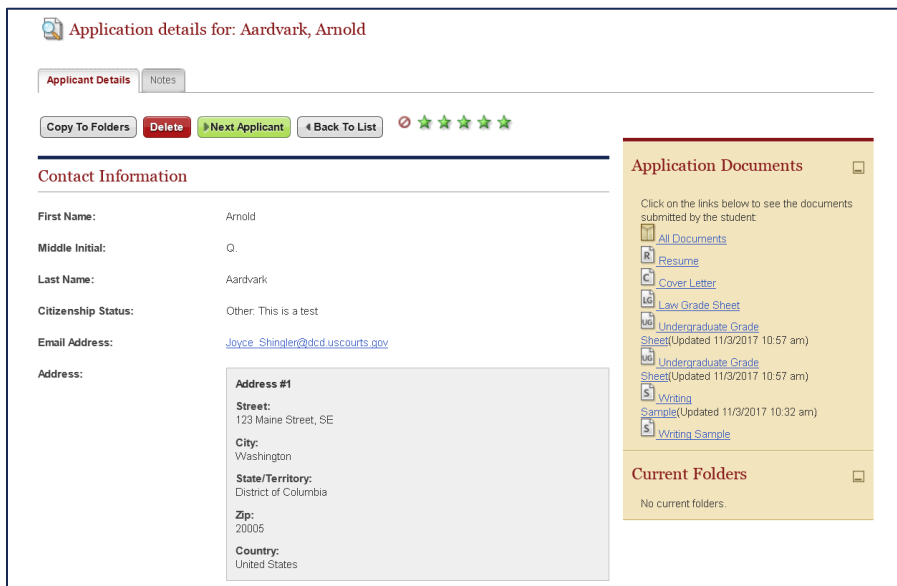 Application details for: Aardvark, Arnold
Applicant Details
Notes
Copy To Folders
Delete
Next Applicant
Back To List
Contact Information
First Name: Arnold
Middle Initial: Q.
Last Name: Aardvark
Citizenship Status: Other: This is a test
Email Address: Joyce_Shingler@dcd.uscourts.gov
Address:
Address #1
Street:
123 Maine Street, SE
City:
Washington
State/Territory:
District of Columbia
Zip:
20005
Country:
United States
Application Documents
Click on the links below to see the documents
submitted by the student:
All Documents
R Resume
C Cover Letter
LG Law Grade Sheet
UG Undergraduate Grade
Sheet(Updated 11/3/2017 10:57 am)
UG Undergraduate Grade
Sheet(Updated 11/3/2017 10:57 am)
S Writing
Sample(Updated 11/3/2017 10:32 am)
S Writing Sample
Current Folders
No current folders.